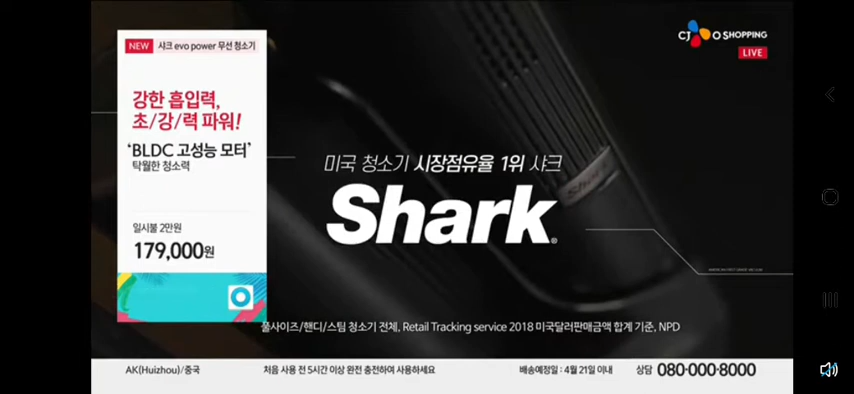 NEW 샤크 evo power 무선 청소기
CJ O SHOPPING
LIVE
강한 흡입력,
초/강/력 파워!
'BLDC 고성능 모터'
탁월한 청소력
일시불 2만원
179,000원
미국 청소기 시장점유율 1위 샤크
Shark®
풀사이즈/핸디/스팀 청소기 전체, Retail Tracking service 2018 미국달러판매금액 합계 기준, NPD
AK(Huizhou)/중국
처음 사용 전 5시간 이상 완전 충전하여 사용하세요
배송예정일 : 4월 21일 이내
상담 080·000·8000